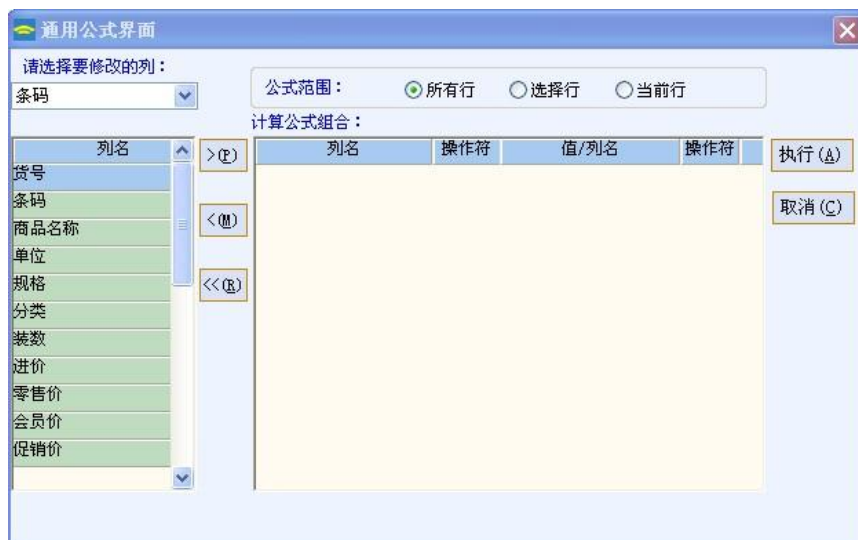 通用公式界面
请选择要修改的列：
条码
公式范围：
所有行
选择行
当前行
计算公式组合：
列名
货号
条码
商品名称
单位
规格
分类
装数
进价
零售价
会员价
促销价
>(P)
<(M)
<<(R)
列名 操作符 值/列名 操作符
执行(A)
取消(C)